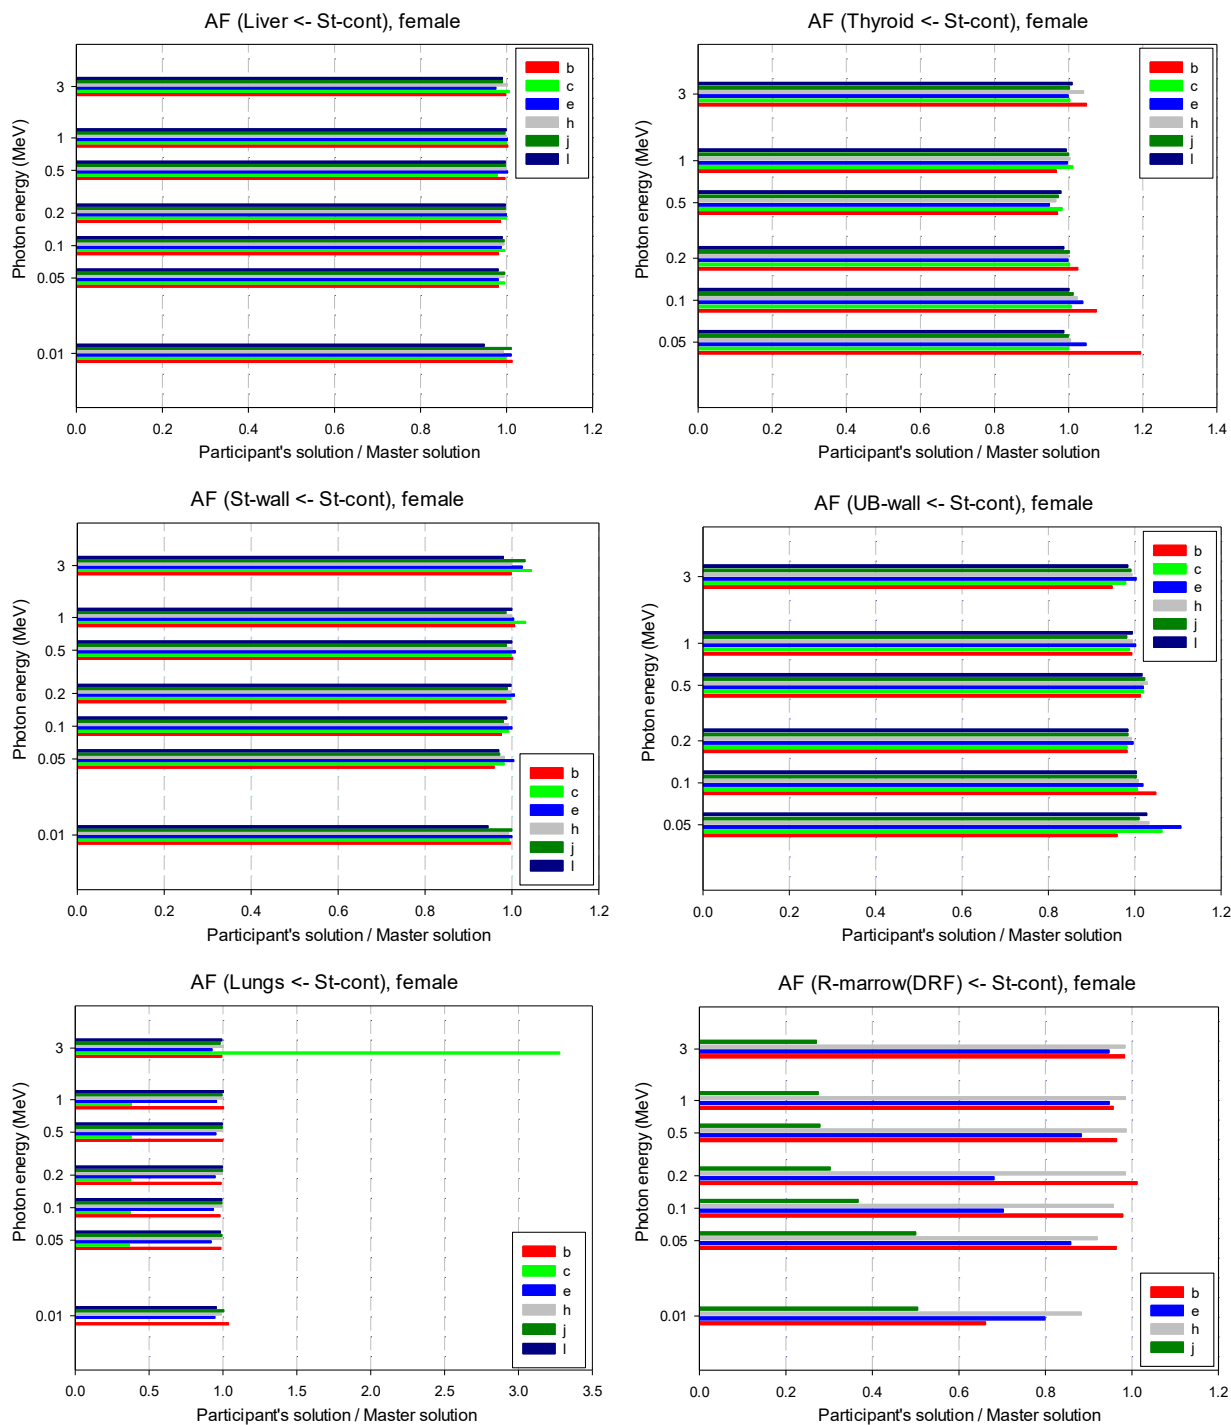 AF (Liver <- St-cont), female
Photon energy (MeV)
3
1
0.5
0.2
0.1
0.05
0.01
b
c
e
h
j
l
0.0 0.2 0.4 0.6 0.8 1.0 1.2
Participant's solution / Master solution
AF (Thyroid <- St-cont), female
Photon energy (MeV)
3
1
0.5
0.2
0.1
0.05
b
c
e
h
j
l
0.0 0.2 0.4 0.6 0.8 1.0 1.2 1.4
Participant's solution / Master solution
AF (St-wall <- St-cont), female
Photon energy (MeV)
3
1
0.5
0.2
0.1
0.05
0.01
b
c
e
h
j
l
0.0 0.2 0.4 0.6 0.8 1.0 1.2
Participant's solution / Master solution
AF (UB-wall <- St-cont), female
Photon energy (MeV)
3
1
0.5
0.2
0.1
0.05
b
c
e
h
j
l
0.0 0.2 0.4 0.6 0.8 1.0 1.2
Participant's solution / Master solution
AF (Lungs <- St-cont), female
Photon energy (MeV)
3
1
0.5
0.2
0.1
0.05
0.01
b
c
e
h
j
l
0.0 0.5 1.0 1.5 2.0 2.5 3.0 3.5
Participant's solution / Master solution
AF (R-marrow(DRF) <- St-cont), female
Photon energy (MeV)
3
1
0.5
0.2
0.1
0.05
0.01
b
e
h
j
0.0 0.2 0.4 0.6 0.8 1.0 1.2
Participant's solution / Master solution